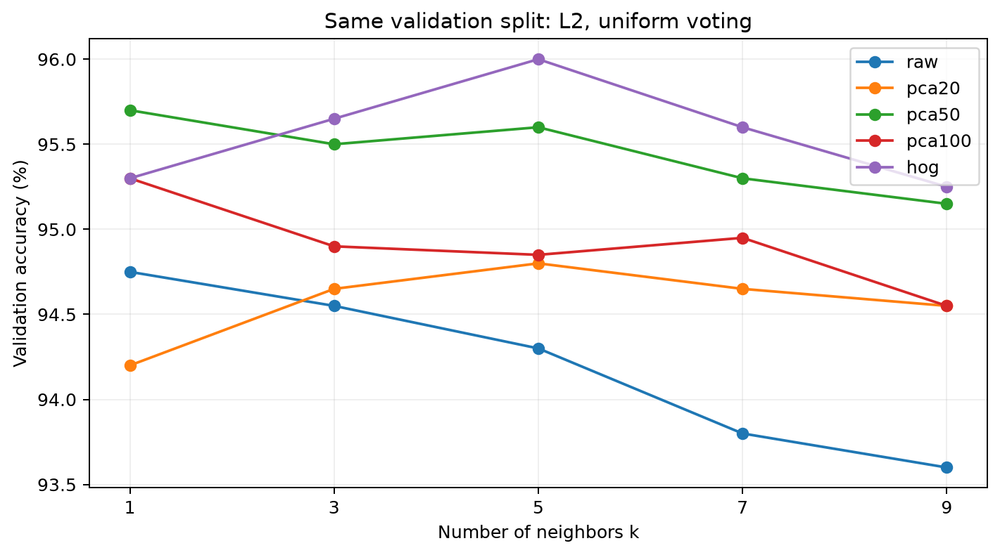 Same validation split: L2, uniform voting
Validation accuracy (%)
96.0
95.5
95.0
94.5
94.0
93.5
raw
pca20
pca50
pca100
hog
1 3 5 7 9
Number of neighbors k